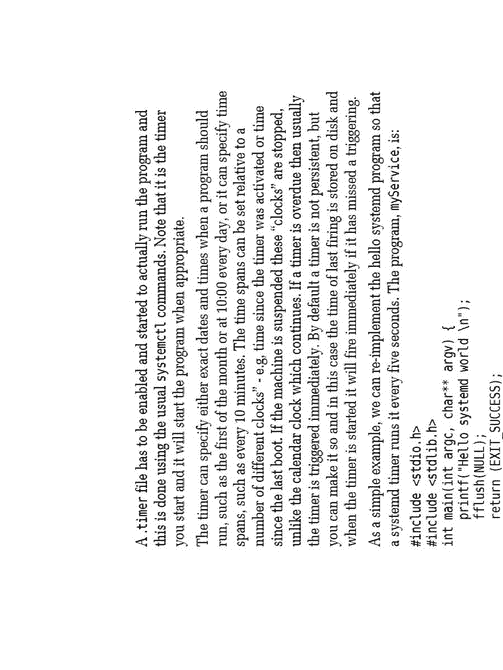 A .timer file has to be enabled and started to actually run the program and
this is done using the usual systemctl commands. Note that it is the timer
you start and it will start the program when appropriate.
The timer can specify either exact dates and times when a program should
run, such as the first of the month or at 10:00 every day, or it can specify time
spans, such as every 10 minutes. The time spans can be set relative to a
number of different clocks” - e.g. time since the timer was activated or time
since the last boot. If the machine is suspended these “clocks” are stopped,
unlike the calendar clock which continues. If a timer is overdue then usually
the timer is triggered immediately. By default a timer is not persistent, but
you can make it so and in this case the time of last firing is stored on disk and
when the timer is started it will fire immediately if it has missed a triggering.
As a simple example, we can re-implement the hello systemd program so that
a systemd timer runs it every five seconds. The program, myService, is:
#include <stdio.h>
#include <stdlib.h>
int main(int argc, char** argv) {
printf("Hello systemd world \n");
fflush(NULL);
return (EXIT_SUCCESS);